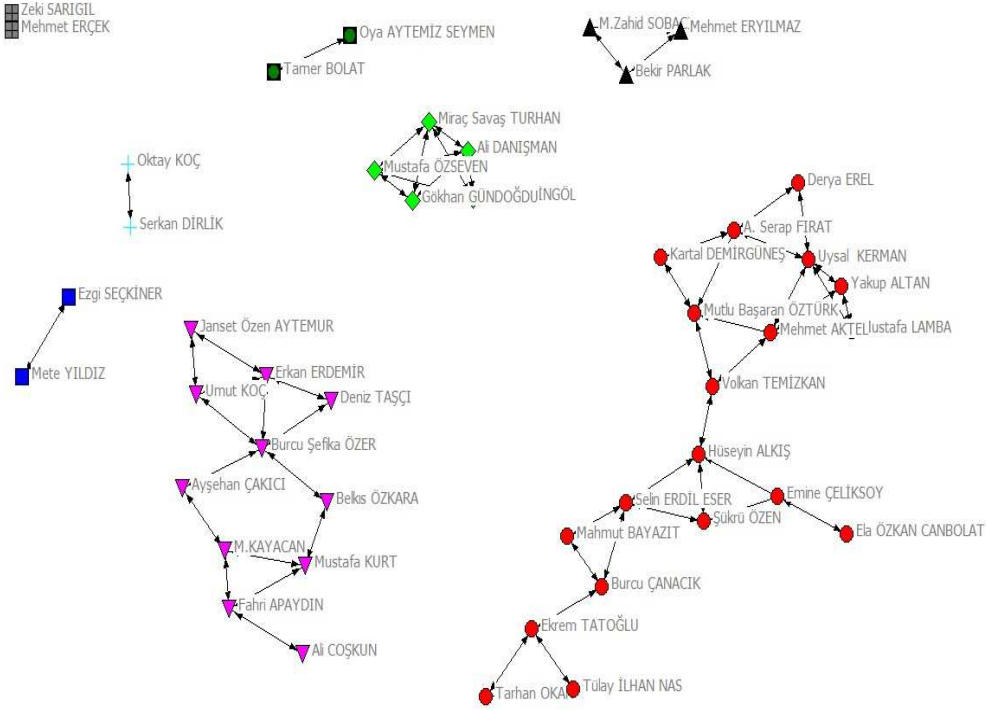 Zeki SARIGIL
Mehmet ERÇEK
Oya AYTEMİZ SEYMEN
Tamer BOLAT
M.Zahid SOBAC
Mehmet ERYILMAZ
Bekir PARLAK
Miraç Savaş TURHAN
Ali DANIŞMAN
Mustafa ÖZSEVEN
Gökhan GÜNDOĞDU
İNGÖL
Oktay KOÇ
Serkan DİRLİK
Derya EREL
A. Serap FIRAT
Kartal DEMİRGÜNEŞ
Uysal KERMAN
Yakup ALTAN
Mutlu Başaran ÖZTÜRK
Mehmet AKTEL
ustafa LAMBA
Volkan TEMİZKAN
Ezgi SEÇKİNER
Mete YILDIZ
Janset Özen AYTEMUR
Erkan ERDEMİR
Umut KOÇ
Deniz TAŞÇI
Burcu Şefika ÖZER
Ayşehan ÇAKICI
Belkıs ÖZKARA
M.KAYACAN
Mustafa KURT
Fahri APAYDIN
Ali COŞKUN
Hüseyin ALKIŞ
Selin ERDİL ESER
Emine ÇELİKSOY
Şükrü ÖZEN
Ela ÖZKAN CANBOLAT
Mahmut BAYAZIT
Burcu ÇANACIK
Ekrem TATOĞLU
Tarhan OKA
Tülay İLHAN NAS